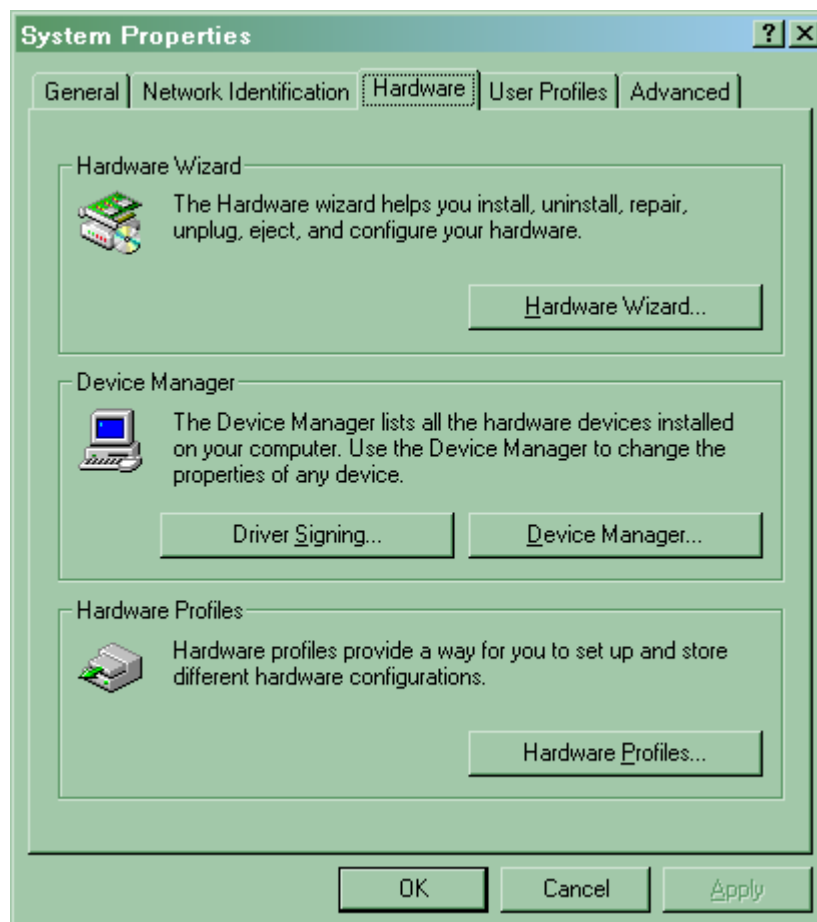 System Properties
General Network Identification Hardware User Profiles Advanced
Hardware Wizard
The Hardware wizard helps you install, uninstall, repair,
unplug, eject, and configure your hardware.
Hardware Wizard...
Device Manager
The Device Manager lists all the hardware devices installed
on your computer. Use the Device Manager to change the
properties of any device.
Driver Signing... Device Manager...
Hardware Profiles
Hardware profiles provide a way for you to set up and store
different hardware configurations.
Hardware Profiles...
OK Cancel Apply